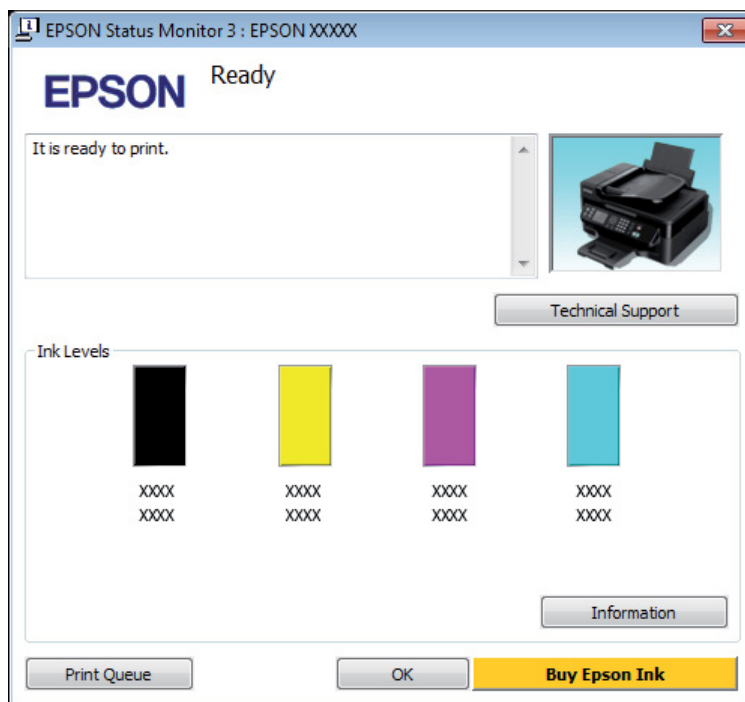 EPSON Status Monitor 3 : EPSON XXXXX
EPSON
Ready
It is ready to print.
Technical Support
Ink Levels
XXXX XXXX XXXX XXXX
XXXX XXXX XXXX XXXX
Information
Print Queue OK Buy Epson Ink